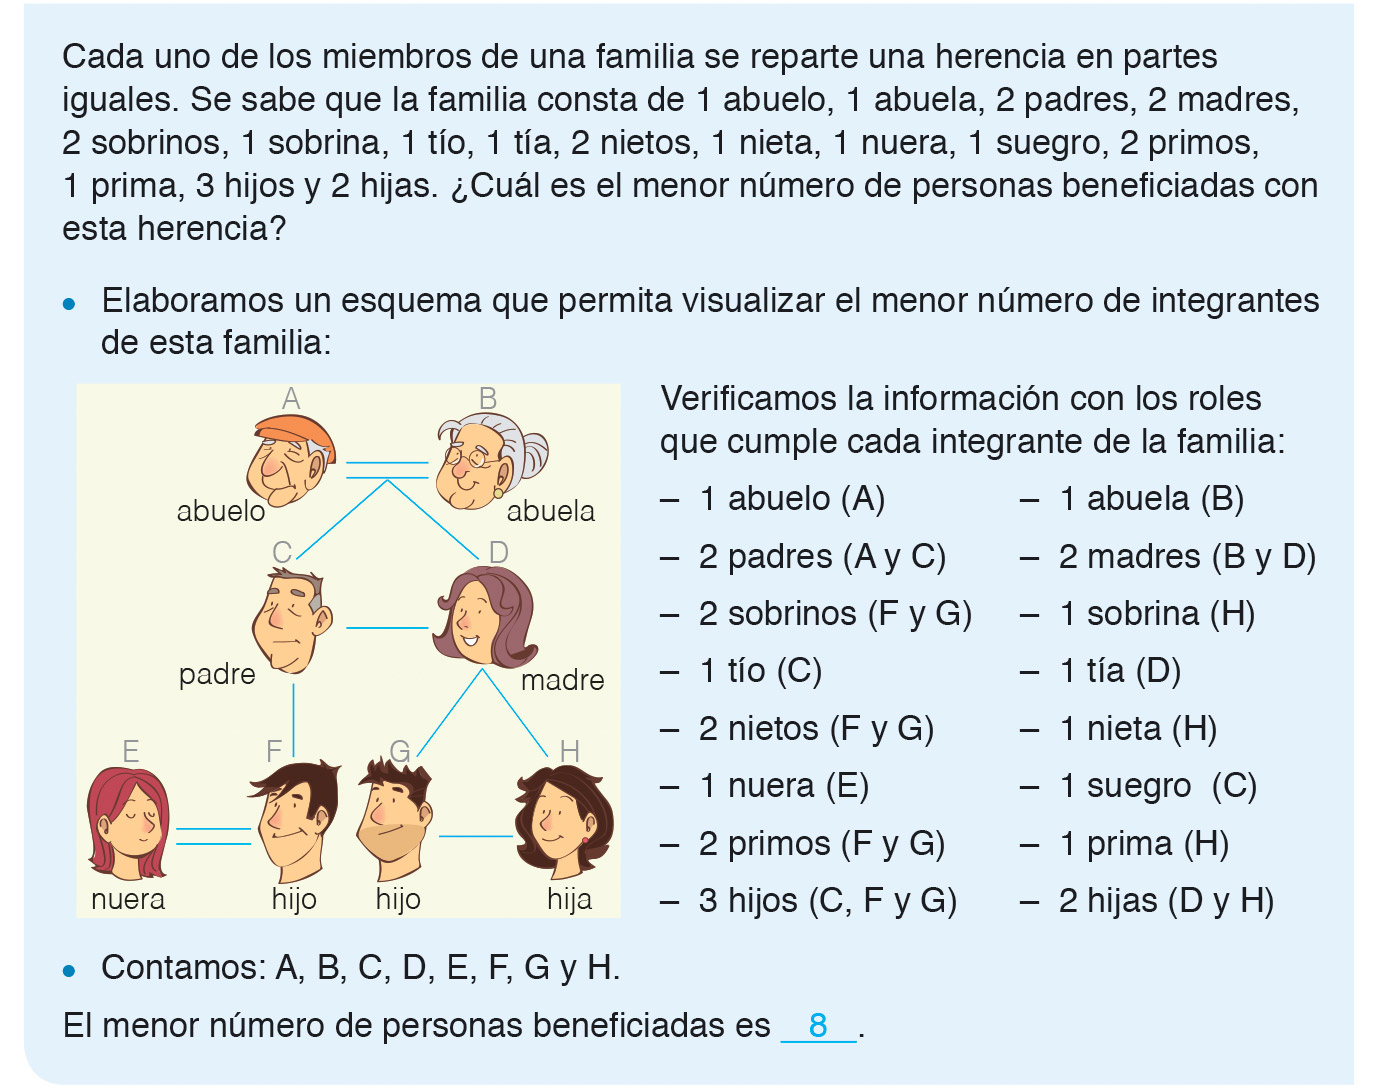 Cada uno de los miembros de una familia se reparte una herencia en partes
iguales. Se sabe que la familia consta de 1 abuelo, 1 abuela, 2 padres, 2 madres,
2 sobrinos, 1 sobrina, 1 tío, 1 tía, 2 nietos, 1 nieta, 1 nuera, 1 suegro, 2 primos,
1 prima, 3 hijos y 2 hijas. ¿Cuál es el menor número de personas beneficiadas con
esta herencia?
• Elaboramos un esquema que permita visualizar el menor número de integrantes
de esta familia:
A B
abuelo abuela
C D
padre madre
E F G H
nuera hijo hijo hija
Verificamos la información con los roles
que cumple cada integrante de la familia:
– 1 abuelo (A) – 1 abuela (B)
– 2 padres (A y C) – 2 madres (B y D)
– 2 sobrinos (F y G) – 1 sobrina (H)
– 1 tío (C) – 1 tía (D)
– 2 nietos (F y G) – 1 nieta (H)
– 1 nuera (E) – 1 suegro (C)
– 2 primos (F y G) – 1 prima (H)
– 3 hijos (C, F y G) – 2 hijas (D y H)
• Contamos: A, B, C, D, E, F, G y H.
El menor número de personas beneficiadas es 8.